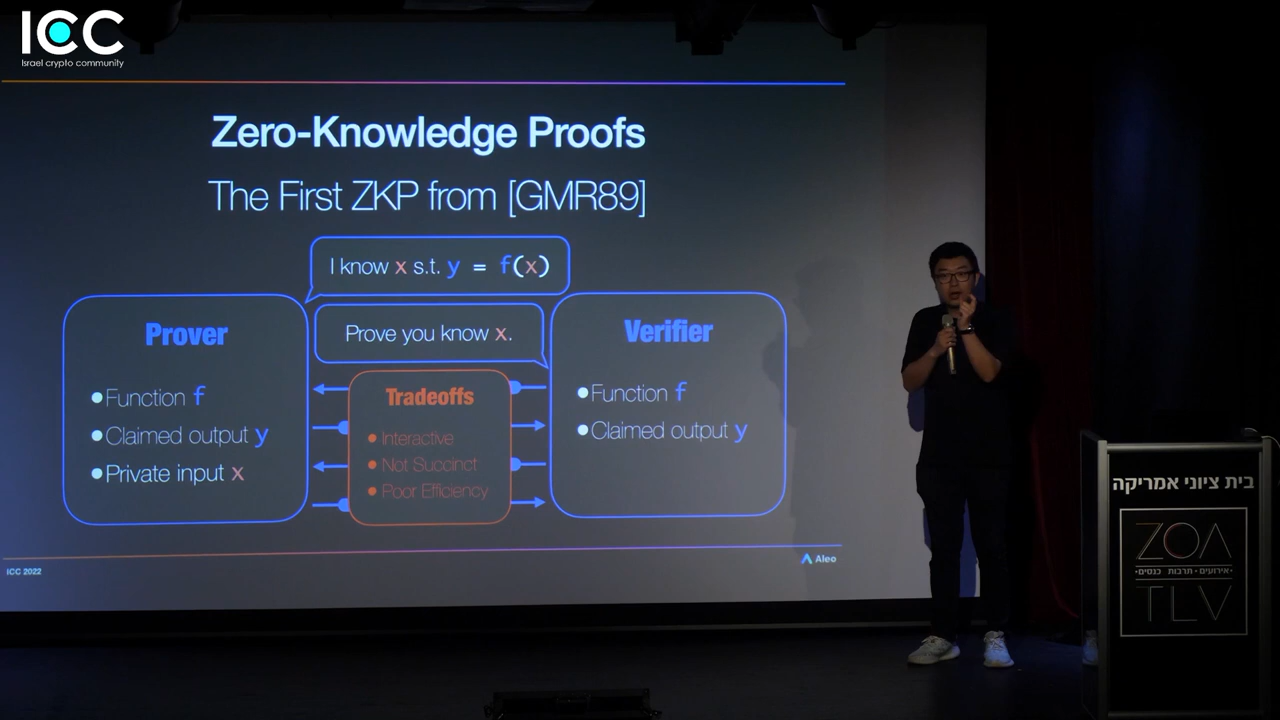 ICC
Israel crypto community
Zero-Knowledge Proofs
The First ZKP from [GMR89]
I know x s.t. y = f(x)
Prove you know x.
Prover
Function f
Claimed output y
Private input x
Tradeoffs
Interactive
Not Succinct
Poor Efficiency
Verifier
Function f
Claimed output y
ICC 2022
Aleo
בית ציוני אמריקה
ZOA
אירועים • תרבות • כנסים
TLV